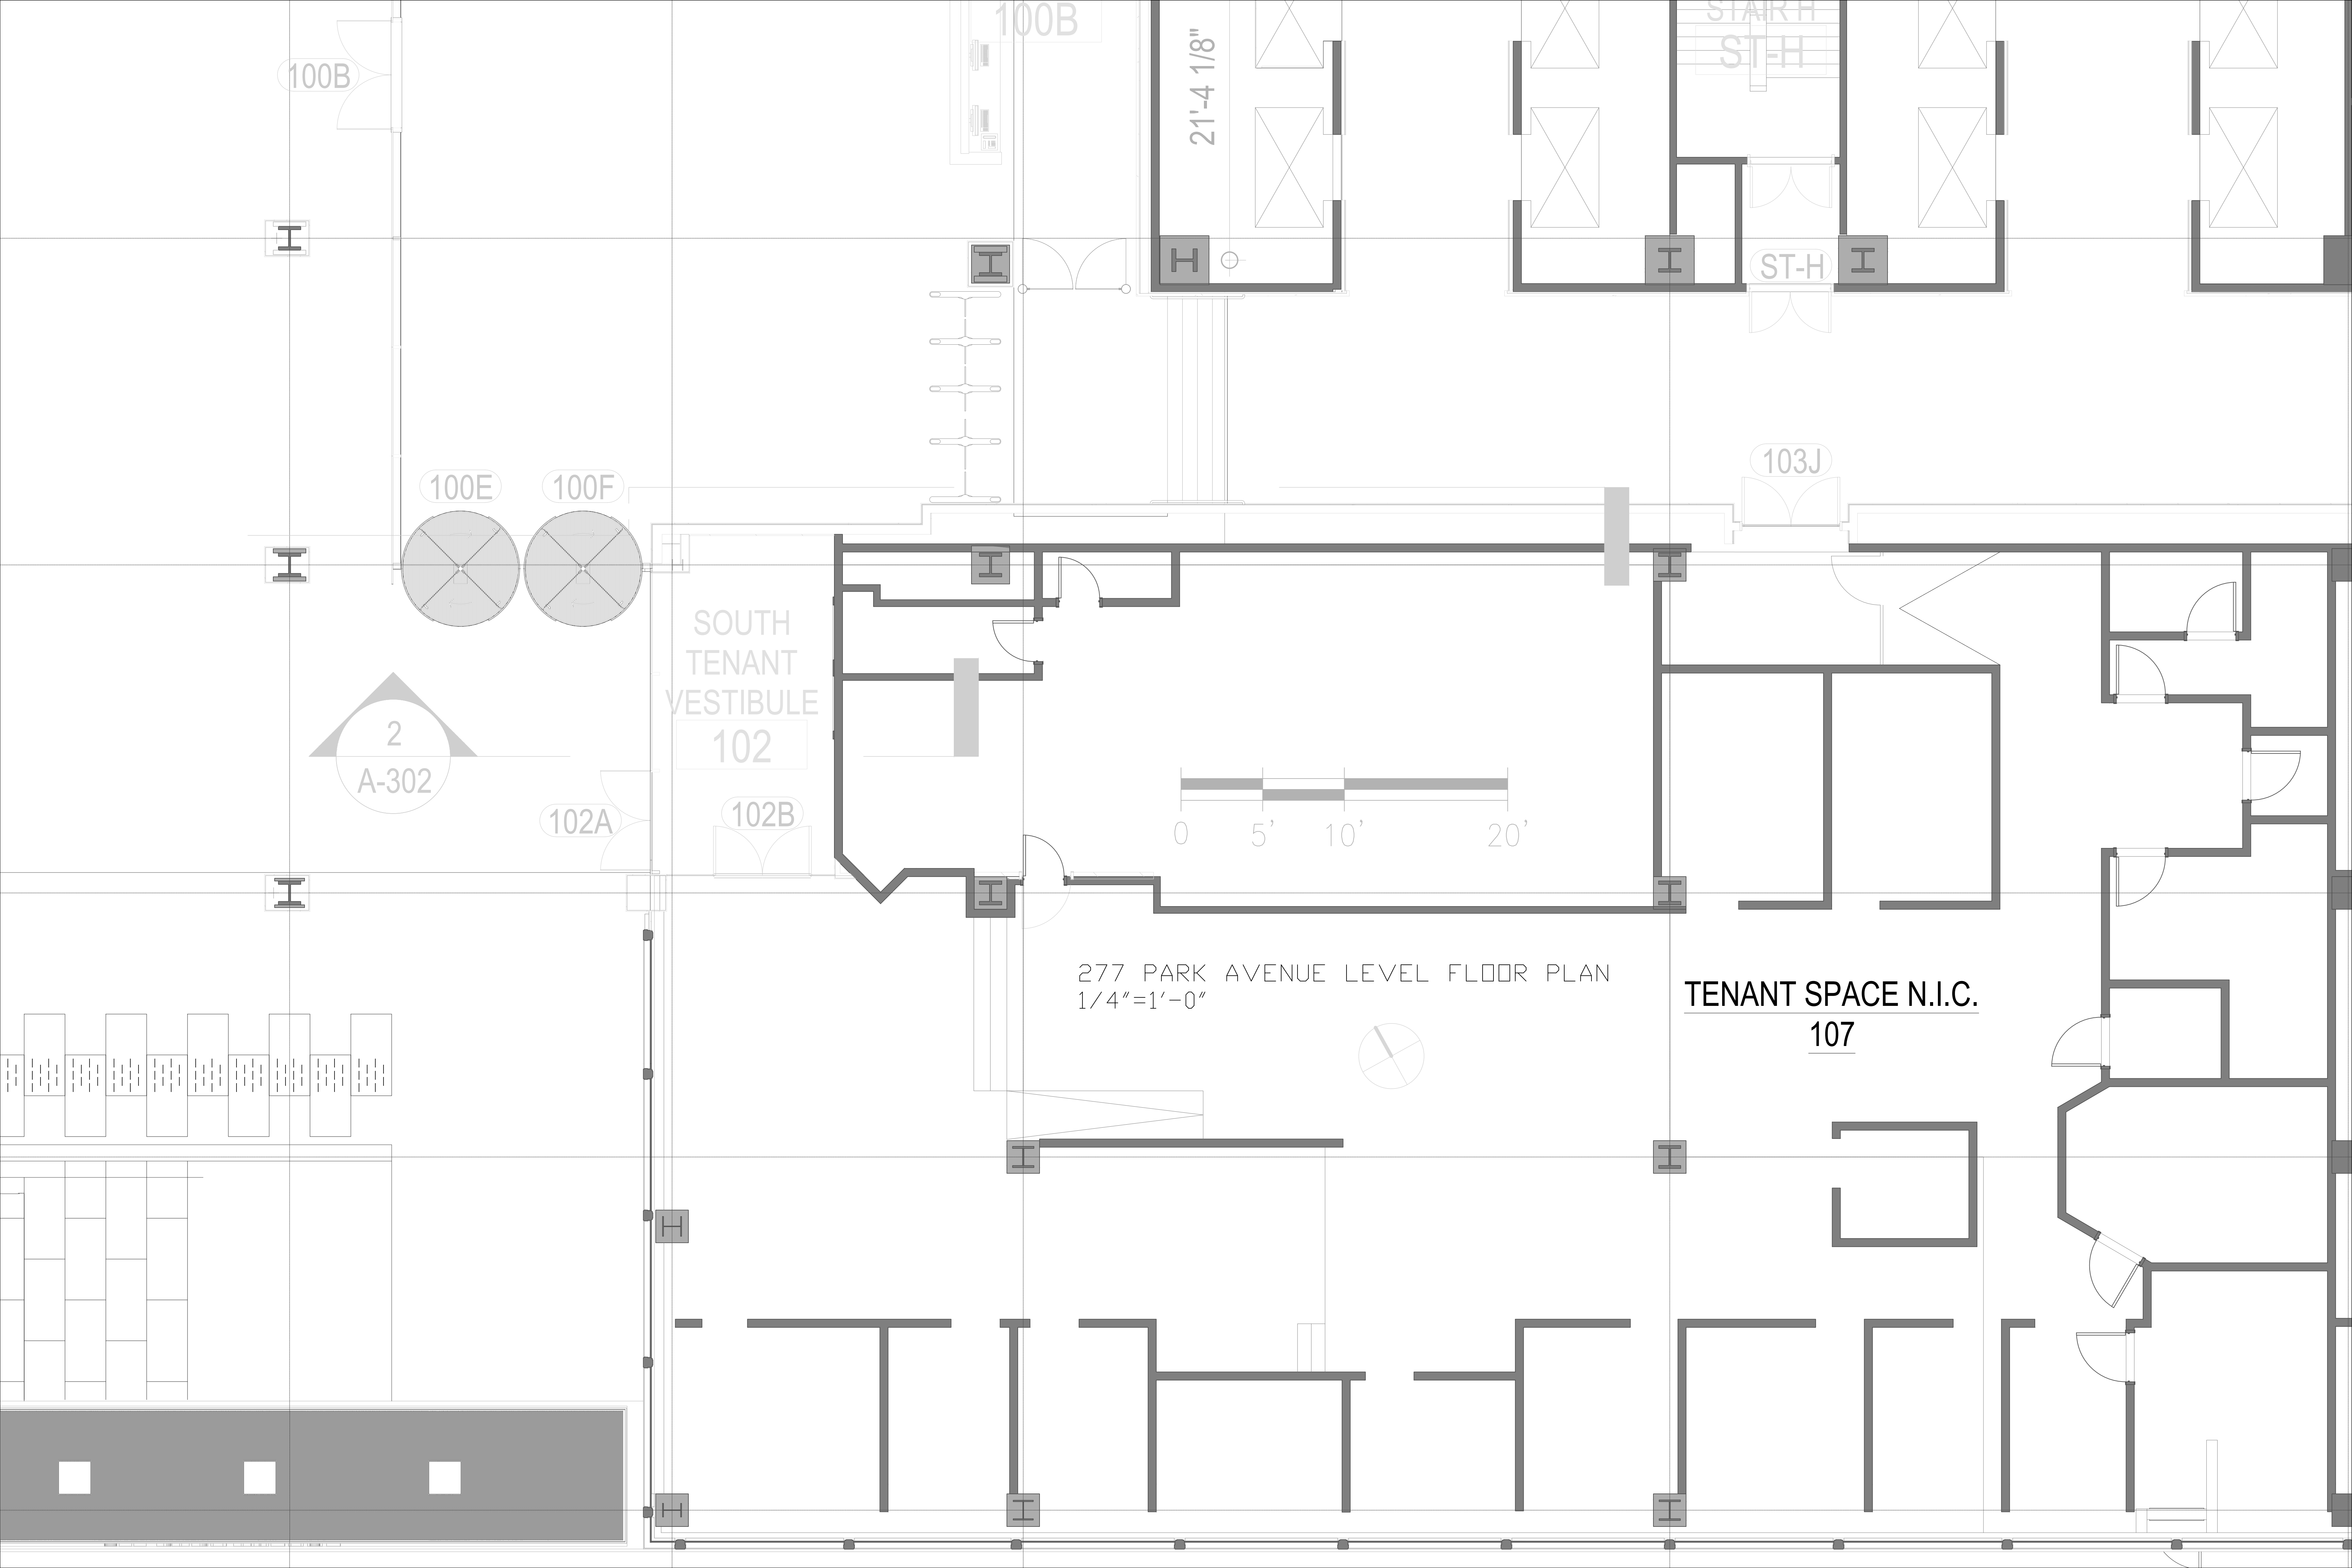 100B
100B
21'-4 1/8"
STAIR H
ST-H
ST-H
103J
100E
100F
SOUTH
TENANT
VESTIBULE
102
2
A-302
102A
102B
0 5' 10' 20'
277 PARK AVENUE LEVEL FLOOR PLAN
1/4"=1'-0"
TENANT SPACE N.I.C.
107